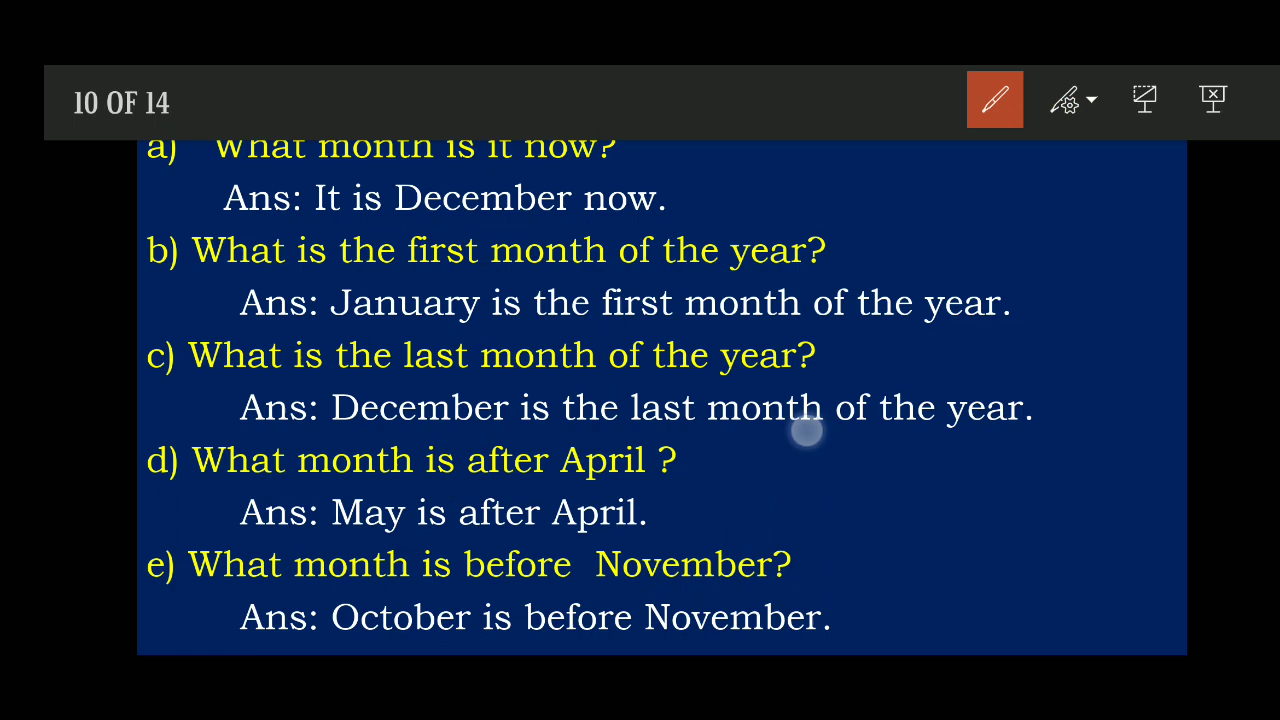 10 OF 14
a) What month is it now?
Ans: It is December now.
b) What is the first month of the year?
Ans: January is the first month of the year.
c) What is the last month of the year?
Ans: December is the last month of the year.
d) What month is after April ?
Ans: May is after April.
e) What month is before November?
Ans: October is before November.